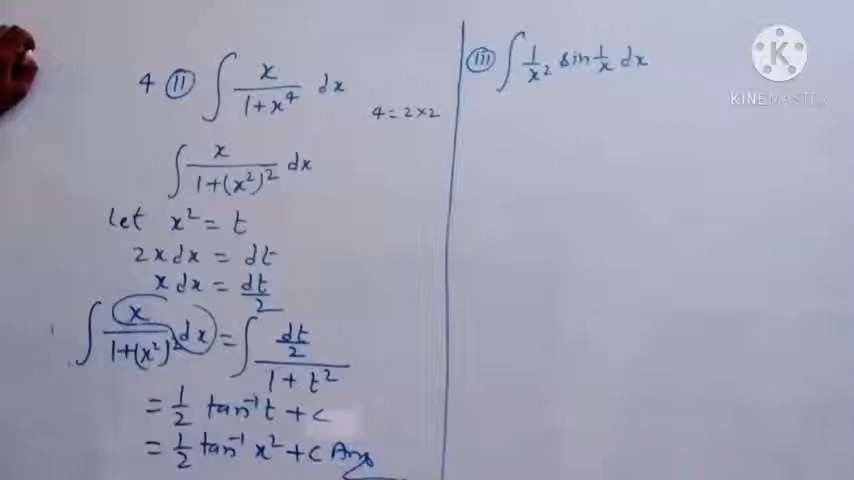 4 (ii) ∫ x/(1+x⁴) dx
4 = 2×2
∫ x/(1+(x²)²) dx
Let x² = t
2x dx = dt
x dx = dt/2
∫ x/(1+(x²)²) dx = ∫ (dt/2)/(1+t²)
= 1/2 tan⁻¹ t + c
= 1/2 tan⁻¹ x² + c Ans
(iii) ∫ 1/x² sin 1/x dx
K
KINEMASTER